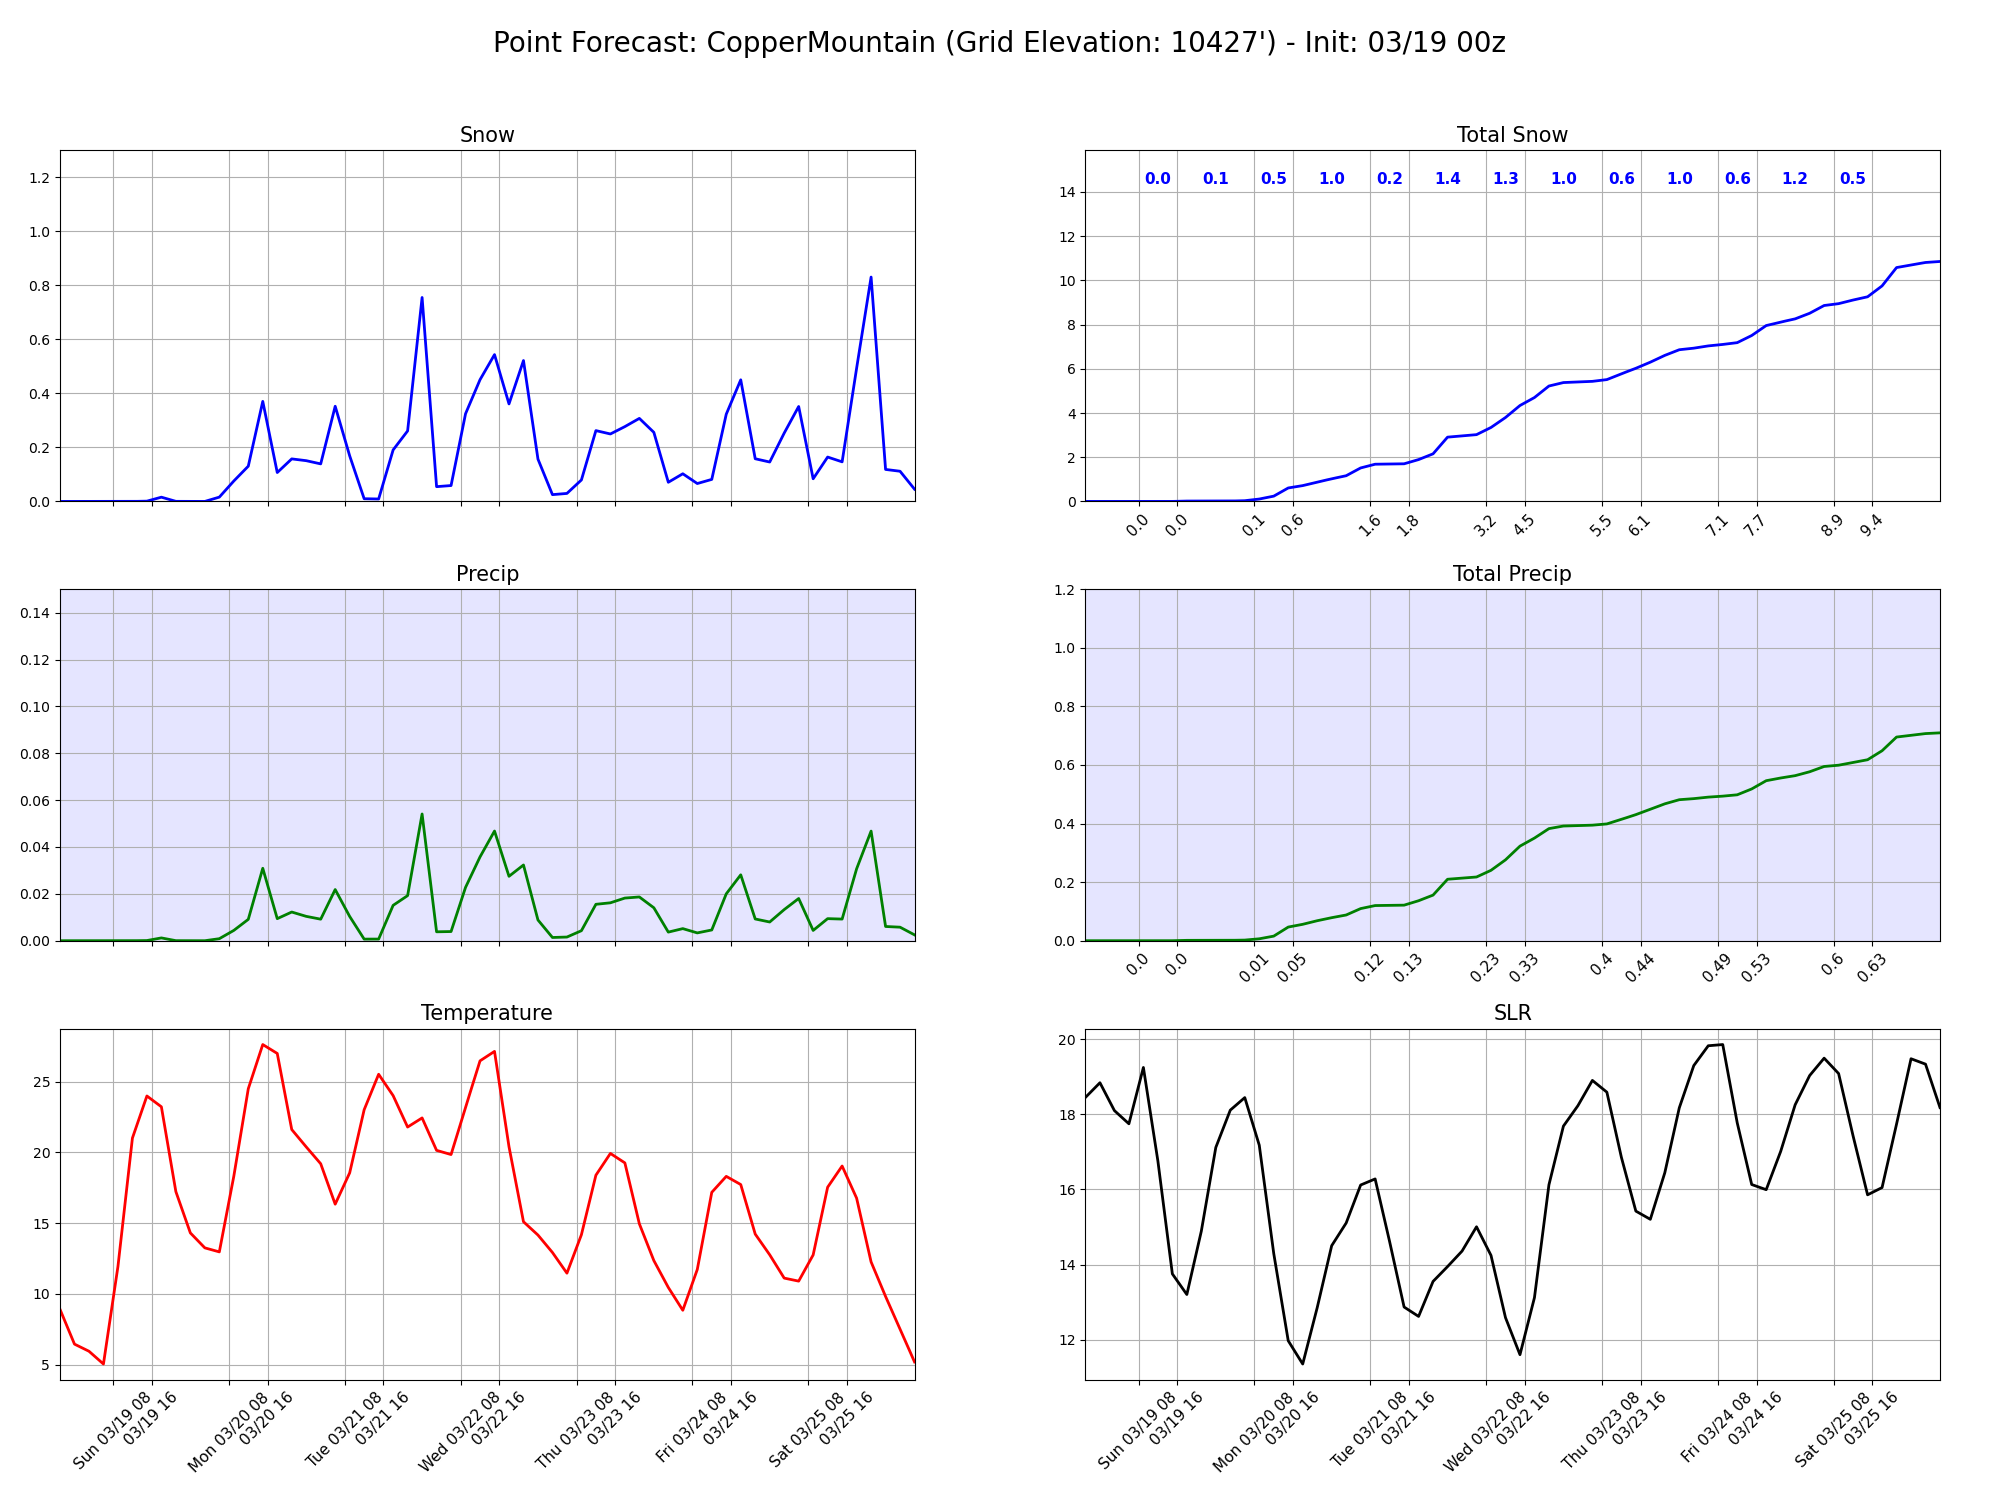 Point Forecast: CopperMountain (Grid Elevation: 10427') - Init: 03/19 00z
Snow
1.2
1.0
0.8
0.6
0.4
0.2
0.0
Total Snow
0.0 0.1 0.5 1.0 0.2 1.4 1.3 1.0 0.6 1.0 0.6 1.2 0.5
14
12
10
8
6
4
2
0
0.0 0.0 0.1 0.6 1.6 1.8 3.2 4.5 5.5 6.1 7.1 7.7 8.9 9.4
Precip
0.14
0.12
0.10
0.08
0.06
0.04
0.02
0.00
Total Precip
1.2
1.0
0.8
0.6
0.4
0.2
0.0
0.0 0.0 0.01 0.05 0.12 0.13 0.23 0.33 0.4 0.44 0.49 0.53 0.6 0.63
Temperature
25
20
15
10
5
Sun 03/19 08
03/19 16
Mon 03/20 08
03/20 16
Tue 03/21 08
03/21 16
Wed 03/22 08
03/22 16
Thu 03/23 08
03/23 16
Fri 03/24 08
03/24 16
Sat 03/25 08
03/25 16
SLR
20
18
16
14
12
Sun 03/19 08
03/19 16
Mon 03/20 08
03/20 16
Tue 03/21 08
03/21 16
Wed 03/22 08
03/22 16
Thu 03/23 08
03/23 16
Fri 03/24 08
03/24 16
Sat 03/25 08
03/25 16